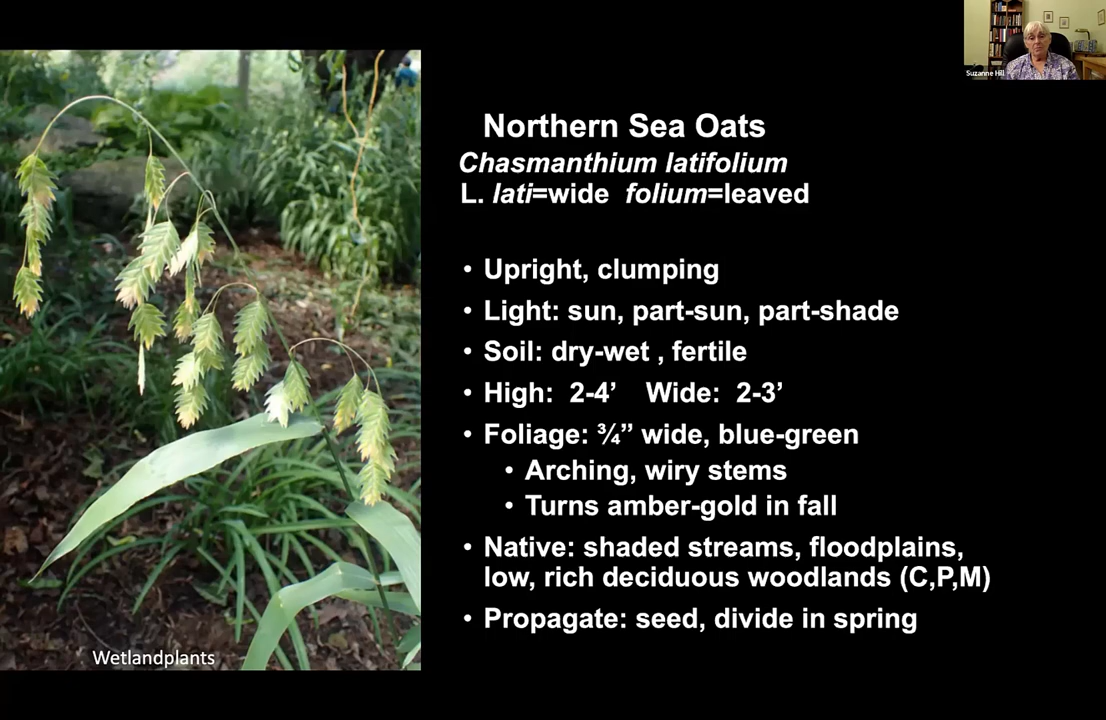 Suzanne Hill
Northern Sea Oats
Chasmanthium latifolium
L. lati=wide folium=leaved
• Upright, clumping
• Light: sun, part-sun, part-shade
• Soil: dry-wet , fertile
• High: 2-4’ Wide: 2-3’
• Foliage: ¾” wide, blue-green
• Arching, wiry stems
• Turns amber-gold in fall
• Native: shaded streams, floodplains,
low, rich deciduous woodlands (C,P,M)
• Propagate: seed, divide in spring
Wetlandplants